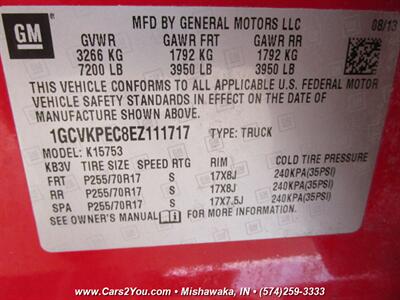 GM
MFD BY GENERAL MOTORS LLC 08/13
GVWR GAWR FRT GAWR RR
3266 KG 1792 KG 1792 KG
7200 LB 3950 LB 3950 LB
THIS VEHICLE CONFORMS TO ALL APPLICABLE U.S. FEDERAL MOTOR
VEHICLE SAFETY STANDARDS IN EFFECT ON THE DATE OF
MANUFACTURE SHOWN ABOVE.
1GCVKPEC8EZ111717 TYPE: TRUCK
MODEL: K15753
KB3V TIRE SIZE SPEED RTG RIM COLD TIRE PRESSURE
FRT P255/70R17 S 17X8J 240KPA(35PSI)
RR P255/70R17 S 17X8J 240KPA(35PSI)
SPA P255/70R17 S 17X7.5J 240KPA(35PSI)
SEE OWNER'S MANUAL FOR MORE INFORMATION.
www.Cars2You.com - Mishawaka, IN - (574)259-3333